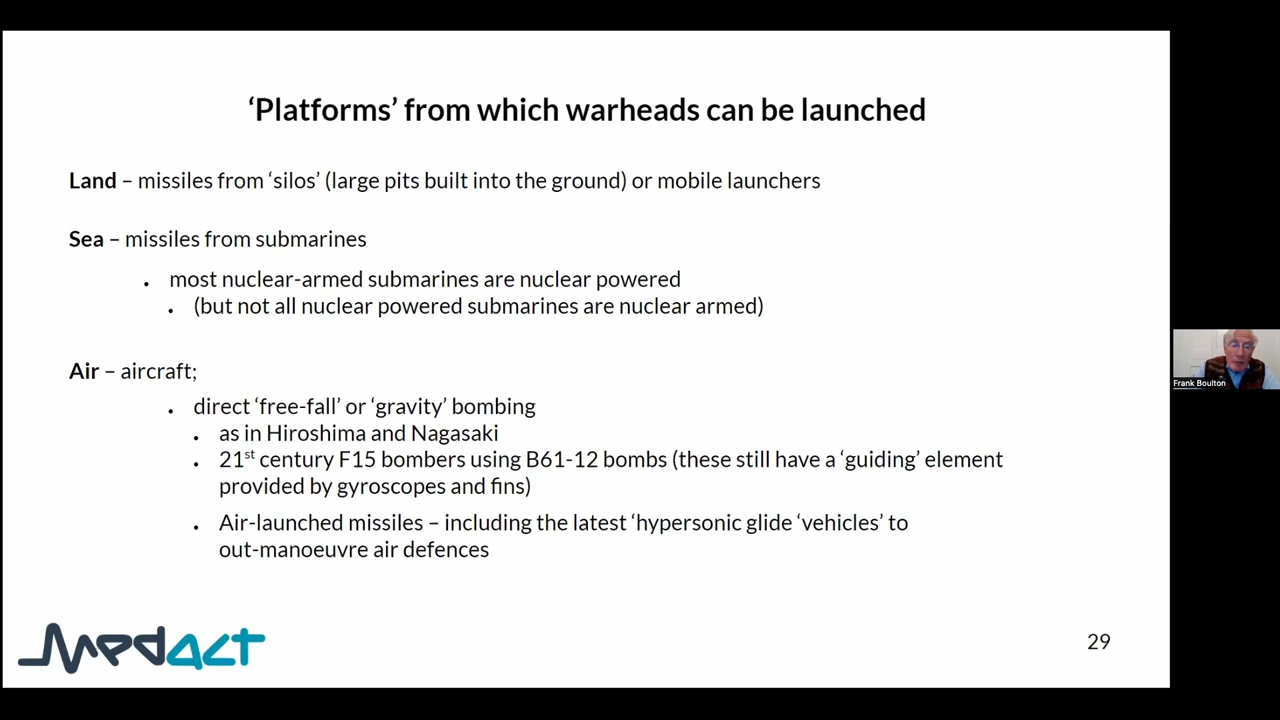 ‘Platforms’ from which warheads can be launched
Land – missiles from ‘silos’ (large pits built into the ground) or mobile launchers
Sea – missiles from submarines
• most nuclear-armed submarines are nuclear powered
• (but not all nuclear powered submarines are nuclear armed)
Air – aircraft;
• direct ‘free-fall’ or ‘gravity’ bombing
• as in Hiroshima and Nagasaki
• 21st century F15 bombers using B61-12 bombs (these still have a ‘guiding’ element
provided by gyroscopes and fins)
• Air-launched missiles – including the latest ‘hypersonic glide ‘vehicles’ to
out-manoeuvre air defences
Medact
29
Frank Boulton